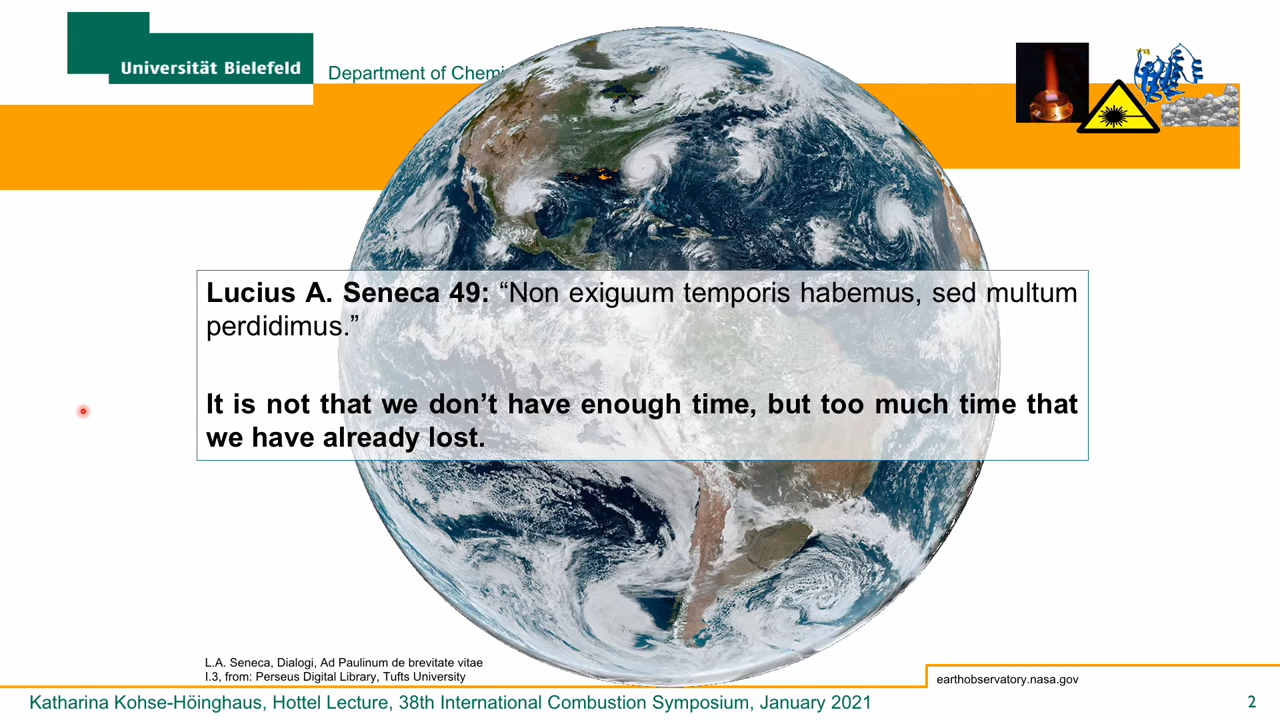 Universität Bielefeld
Department of Chemi
Lucius A. Seneca 49: “Non exiguum temporis habemus, sed multum
perdidimus.”
It is not that we don’t have enough time, but too much time that
we have already lost.
L.A. Seneca, Dialogi, Ad Paulinum de brevitate vitae
I.3, from: Perseus Digital Library, Tufts University
earthobservatory.nasa.gov
Katharina Kohse-Höinghaus, Hottel Lecture, 38th International Combustion Symposium, January 2021
2